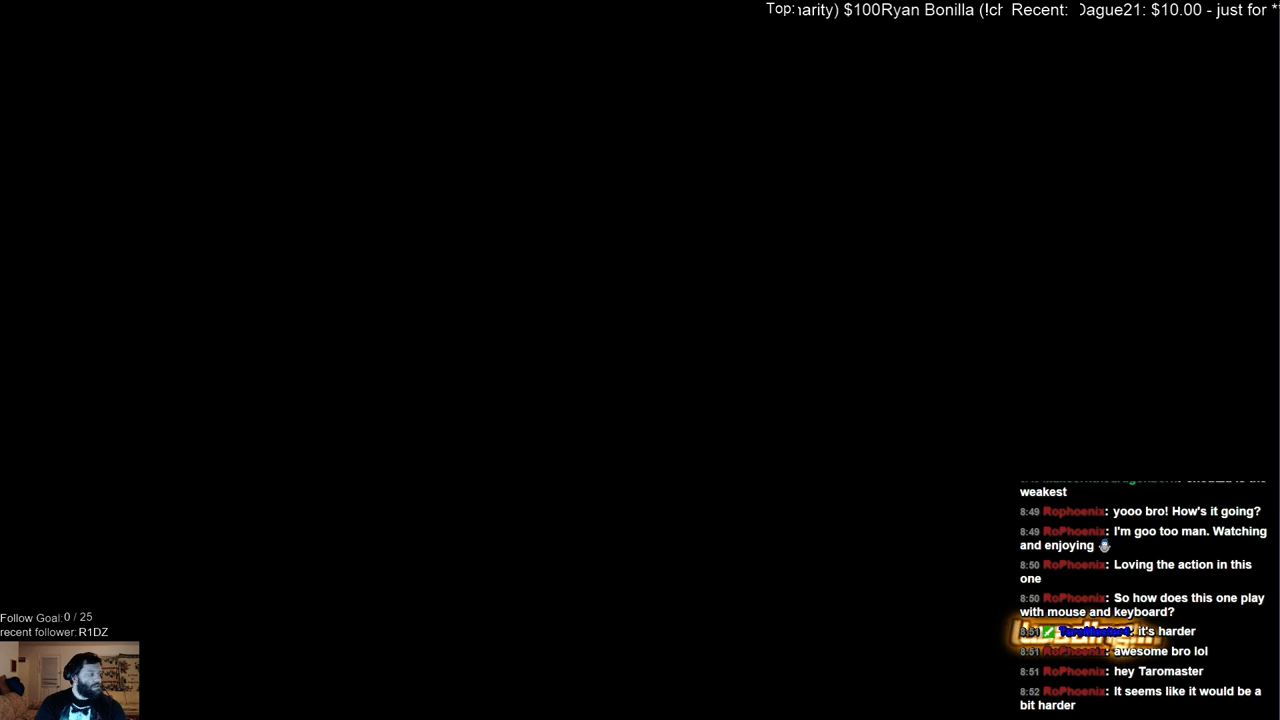 Top: arity) $100Ryan Bonilla (!ch Recent: Dague21: $10.00 - just for *
weakest
8:49 Rophoenix: yooo bro! How's it going?
8:49 RoPhoenix: I'm goo too man. Watching
and enjoying
8:50 RoPhoenix: Loving the action in this
one
8:50 RoPhoenix: So how does this one play
with mouse and keyboard?
8:51 it's harder
8:51 RoPhoenix: awesome bro lol
RoPhoenix: hey Taromaster
8:52 RoPhoenix: It seems like it would be a
bit harder
Loading...
Follow Goal: 0 / 25
recent follower: R1DZ